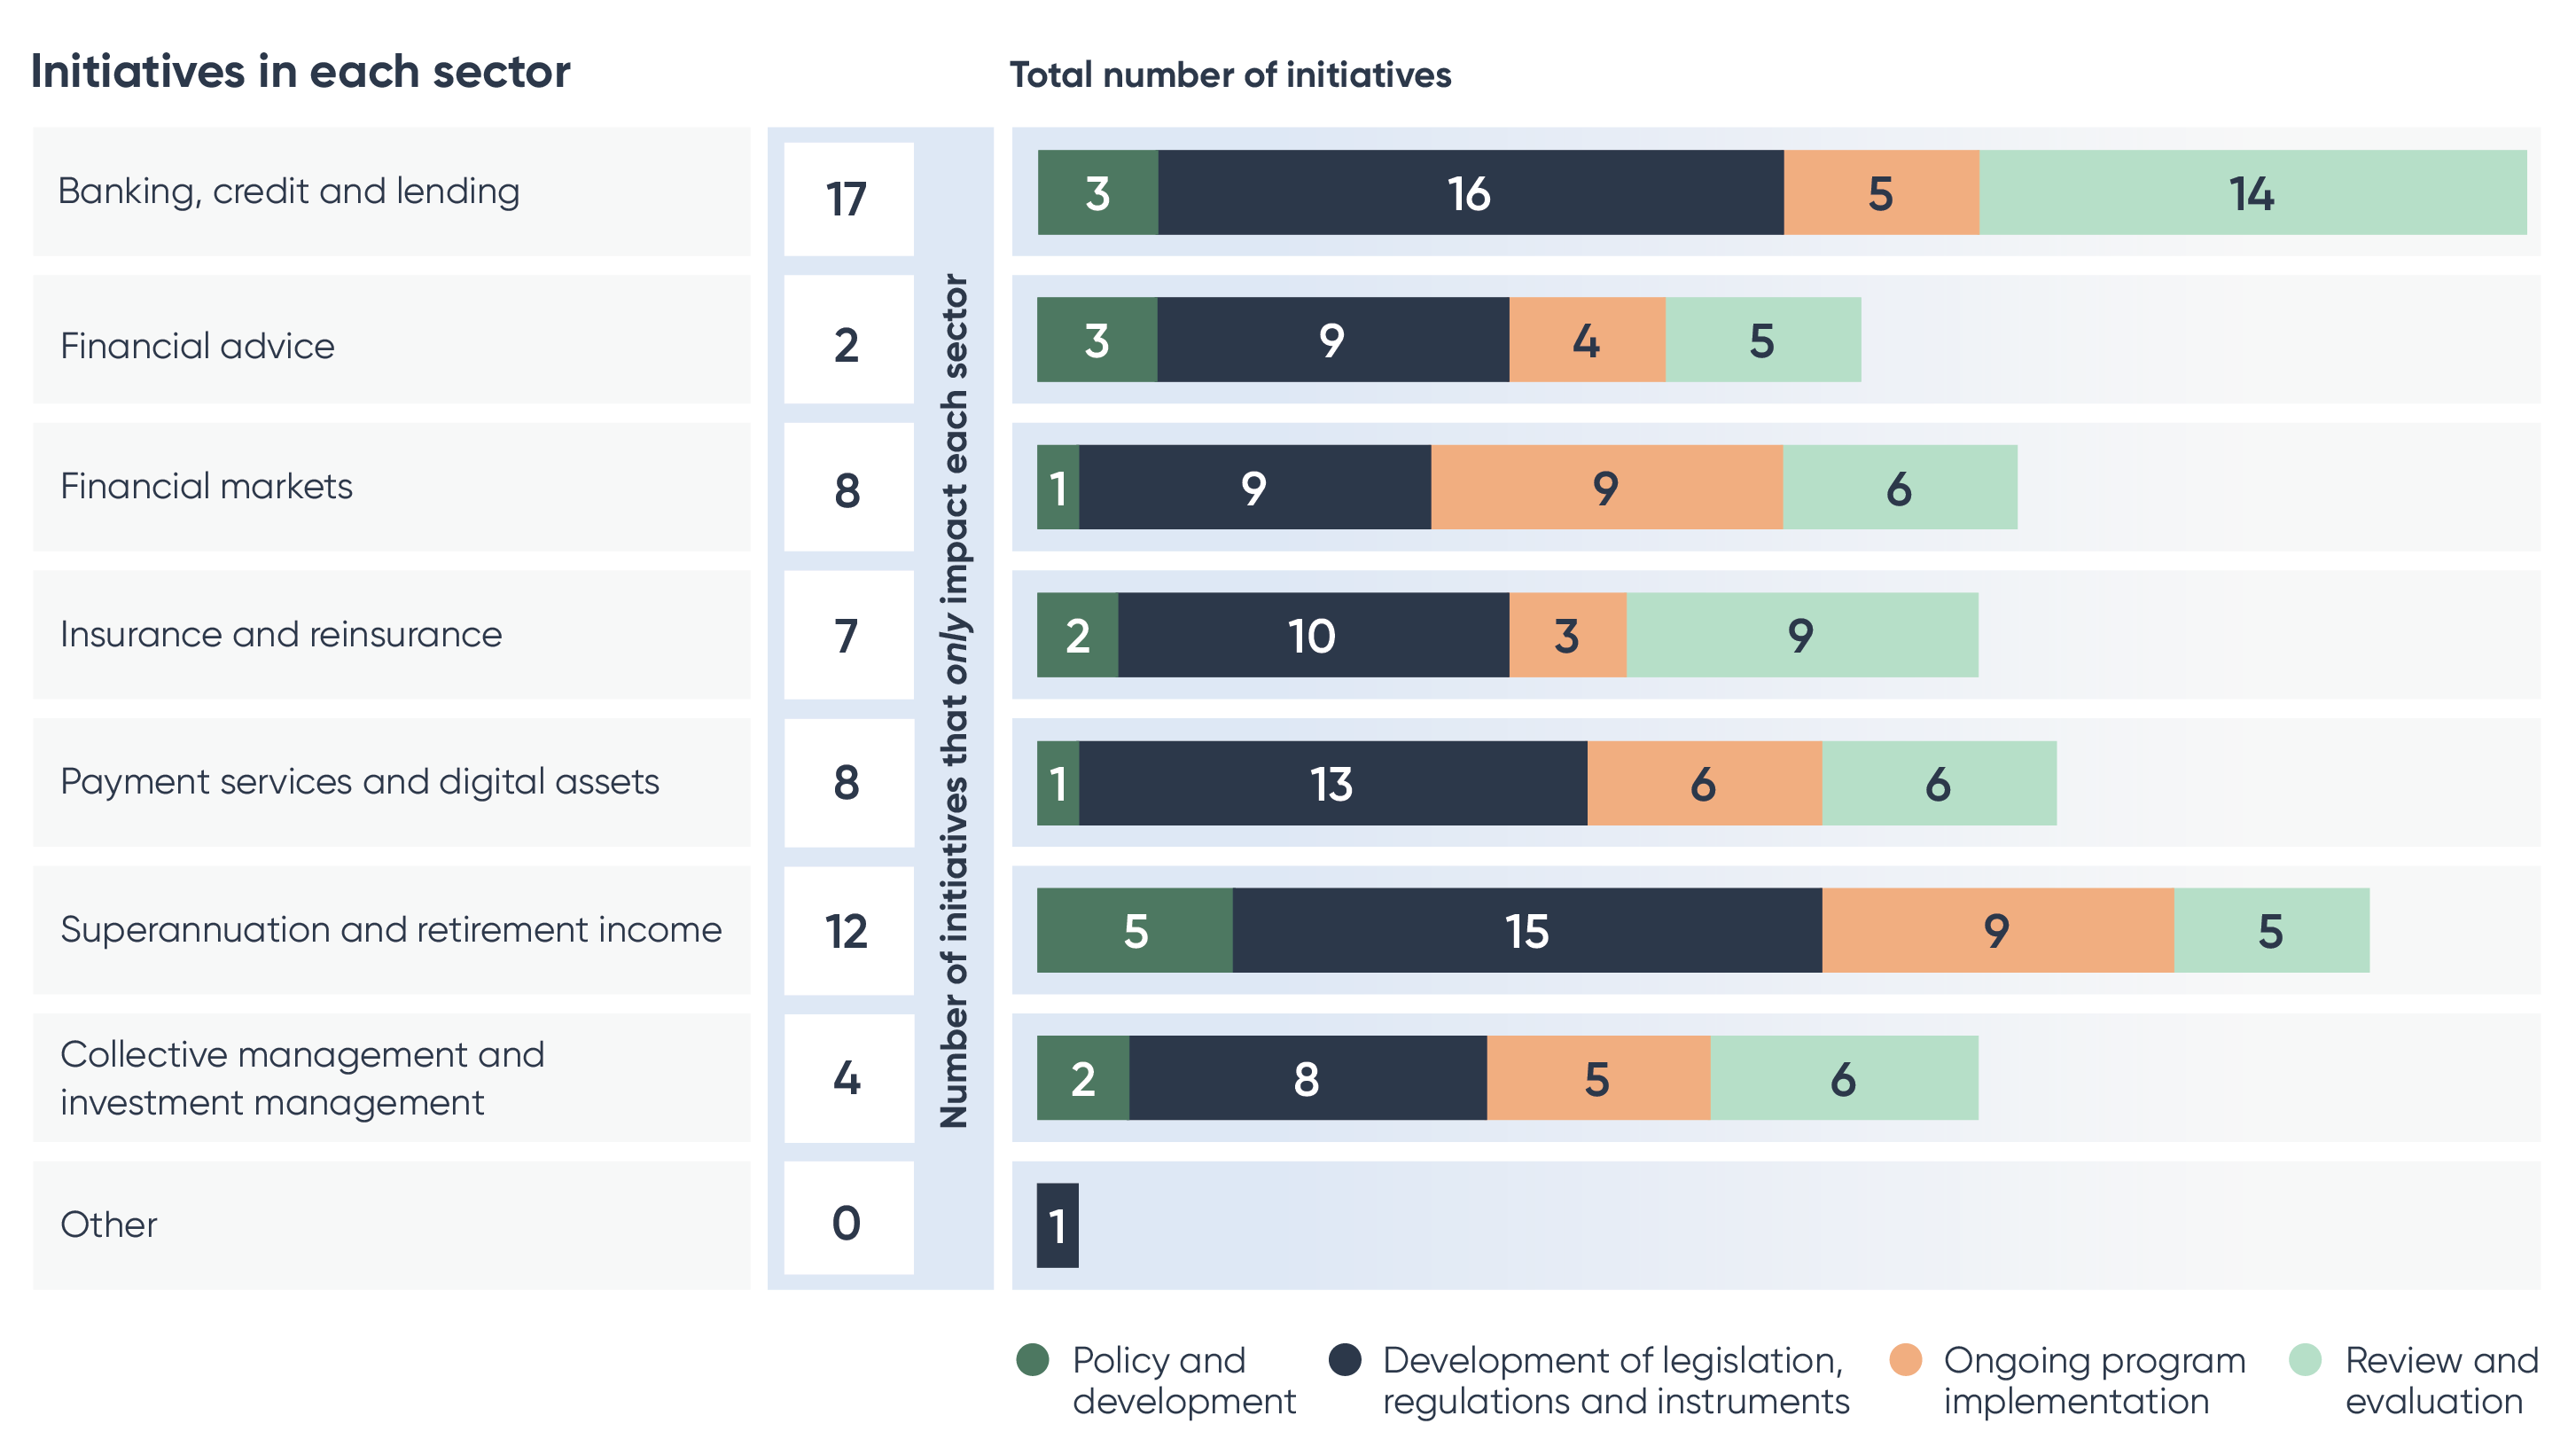 Initiatives in each sector
Total number of initiatives
Banking, credit and lending
17
3
16
5
14
Financial advice
2
3
9
4
5
Financial markets
8
1
9
9
6
Insurance and reinsurance
7
2
10
3
9
Payment services and digital assets
8
1
13
6
6
Superannuation and retirement income
12
5
15
9
5
Collective management and
investment management
4
2
8
5
6
Other
0
1
Number of initiatives that only impact each sector
Policy and
development
Development of legislation,
regulations and instruments
Ongoing program
implementation
Review and
evaluation